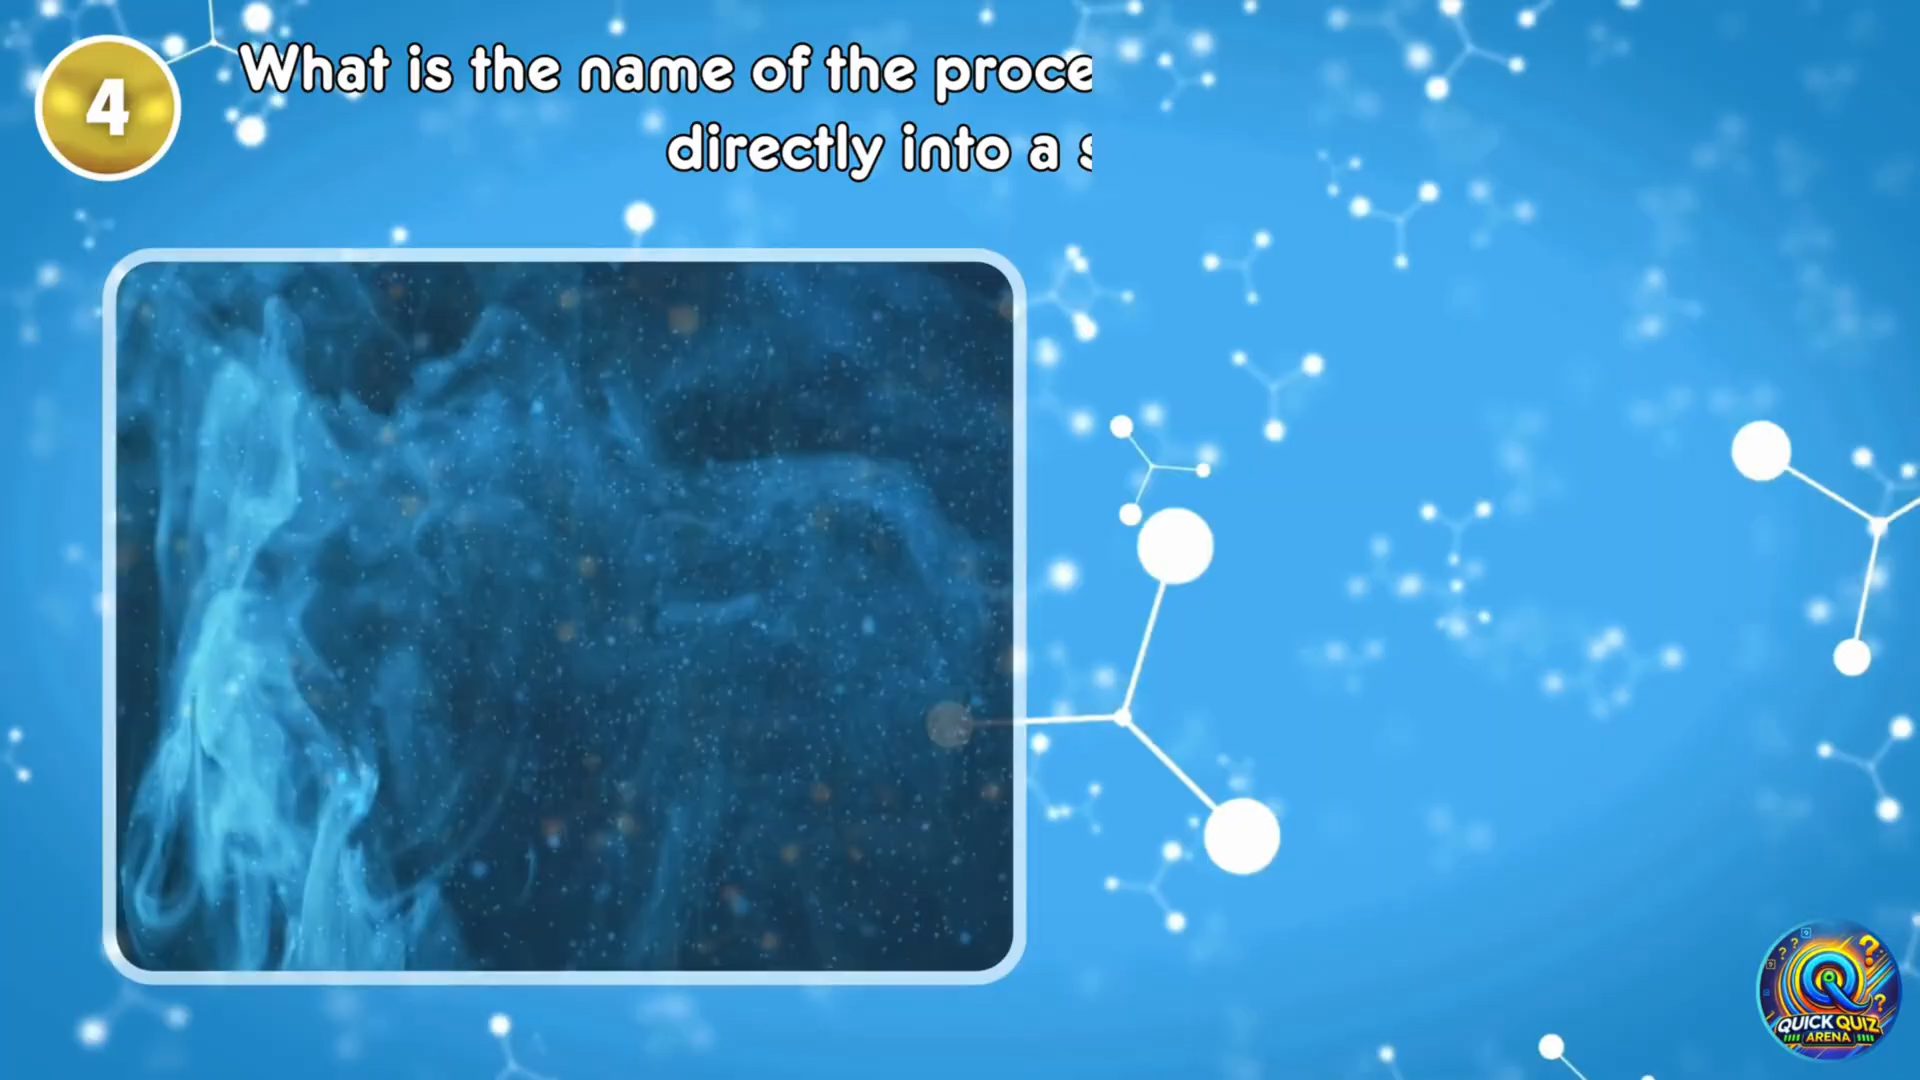 4
What is the name of the proce
directly into a s
QUICK QUIZ
ARENA